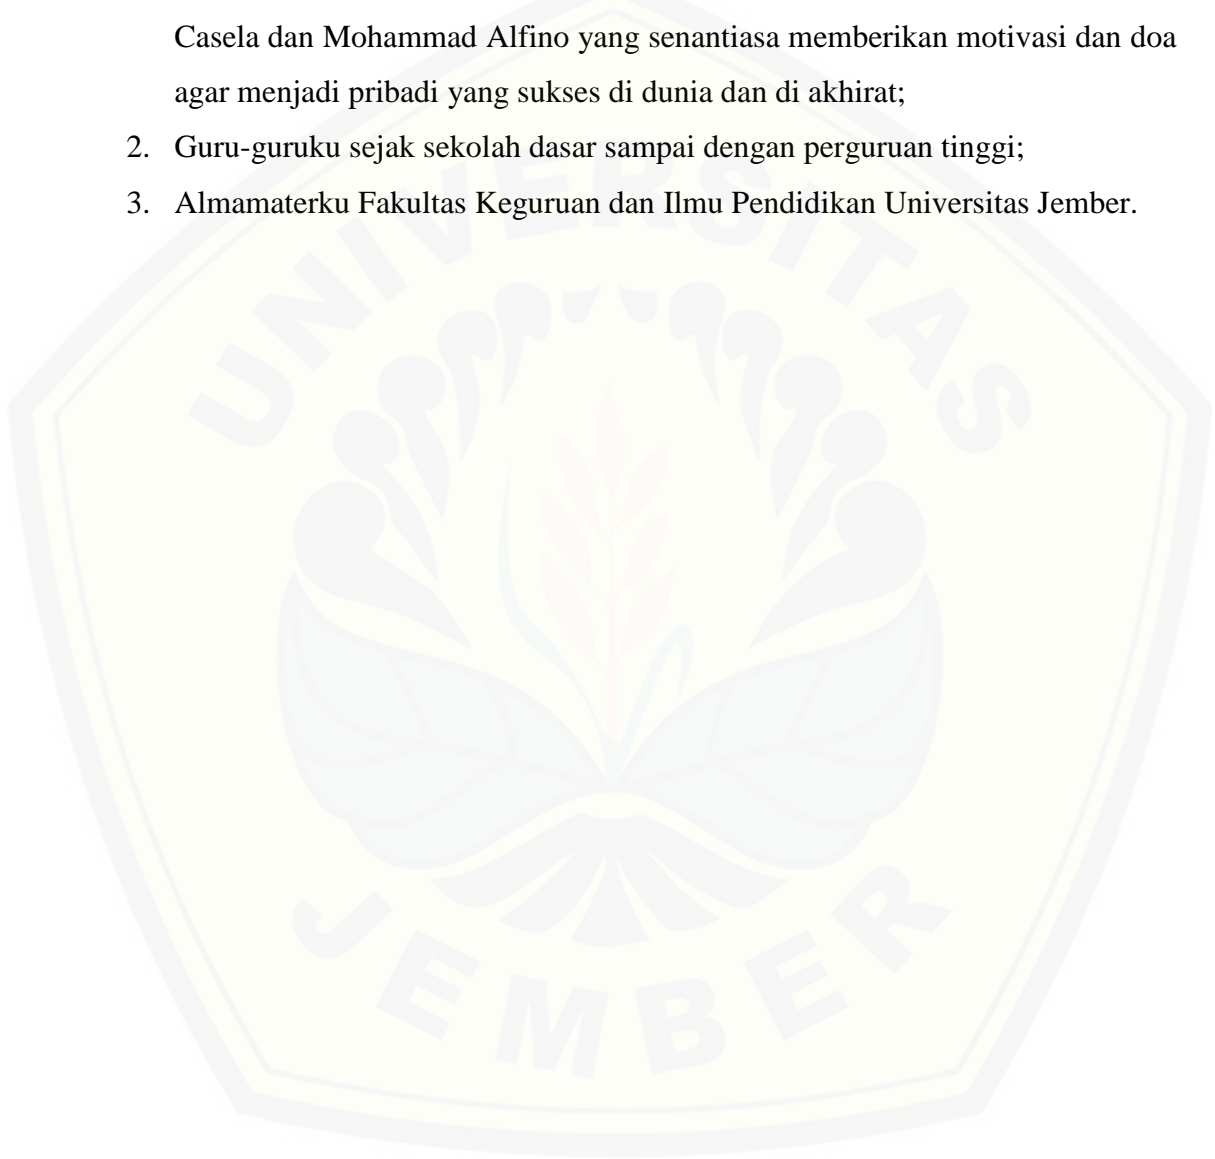 Casela dan Mohammad Alfino yang senantiasa memberikan motivasi dan doa
agar menjadi pribadi yang sukses di dunia dan di akhirat;
2. Guru-guruku sejak sekolah dasar sampai dengan perguruan tinggi;
3. Almamaterku Fakultas Keguruan dan Ilmu Pendidikan Universitas Jember.
UNIVERSITAS
JEMBER